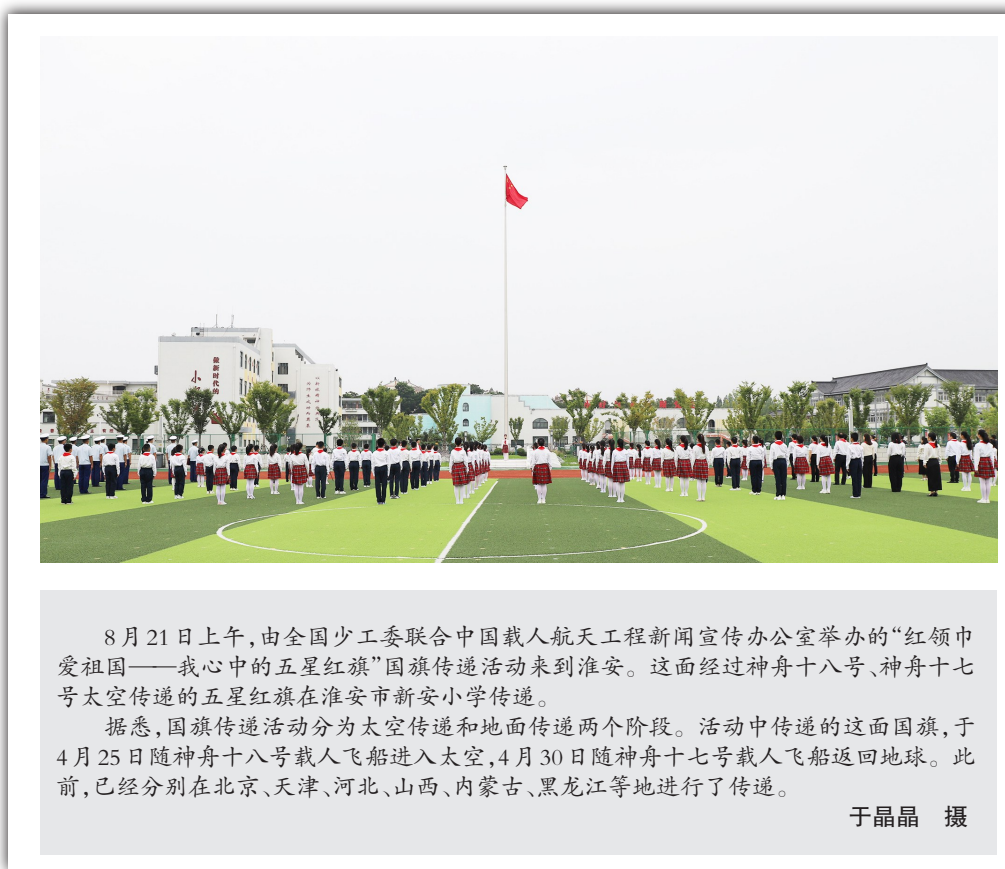 做新时代的
小
8月21日上午,由全国少工委联合中国载人航天工程新闻宣传办公室举办的“红领巾
爱祖国——我心中的五星红旗”国旗传递活动来到淮安。这面经过神舟十八号、神舟十七
号太空传递的五星红旗在淮安市新安小学传递。
据悉,国旗传递活动分为太空传递和地面传递两个阶段。活动中传递的这面国旗,于
4月25日随神舟十八号载人飞船进入太空,4月30日随神舟十七号载人飞船返回地球。此
前,已经分别在北京、天津、河北、山西、内蒙古、黑龙江等地进行了传递。
于晶晶 摄